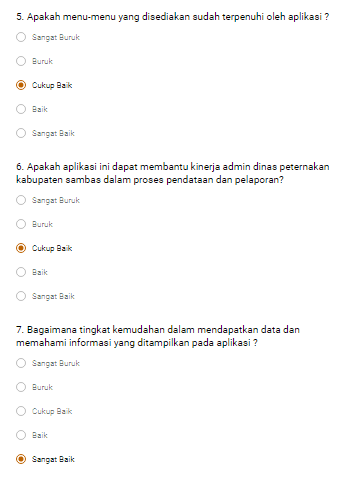 5. Apakah menu-menu yang disediakan sudah terpenuhi oleh aplikasi ?
Sangat Buruk
Buruk
Cukup Baik
Baik
Sangat Baik
6. Apakah aplikasi ini dapat membantu kinerja admin dinas peternakan
kabupaten sambas dalam proses pendataan dan pelaporan?
Sangat Buruk
Buruk
Cukup Baik
Baik
Sangat Baik
7. Bagaimana tingkat kemudahan dalam mendapatkan data dan
memahami informasi yang ditampilkan pada aplikasi ?
Sangat Buruk
Buruk
Cukup Baik
Baik
Sangat Baik